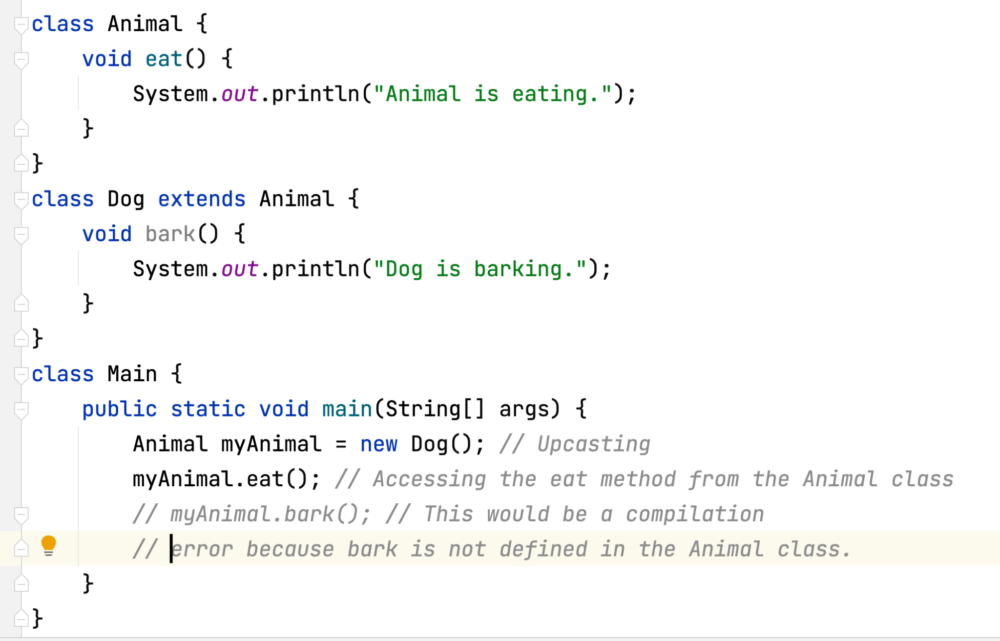 class Animal {
void eat() {
System.out.println("Animal is eating.");
}
}
class Dog extends Animal {
void bark() {
System.out.println("Dog is barking.");
}
}
class Main {
public static void main(String[] args) {
Animal myAnimal = new Dog(); // Upcasting
myAnimal.eat(); // Accessing the eat method from the Animal class
// myAnimal.bark(); // This would be a compilation
// error because bark is not defined in the Animal class.
}
}